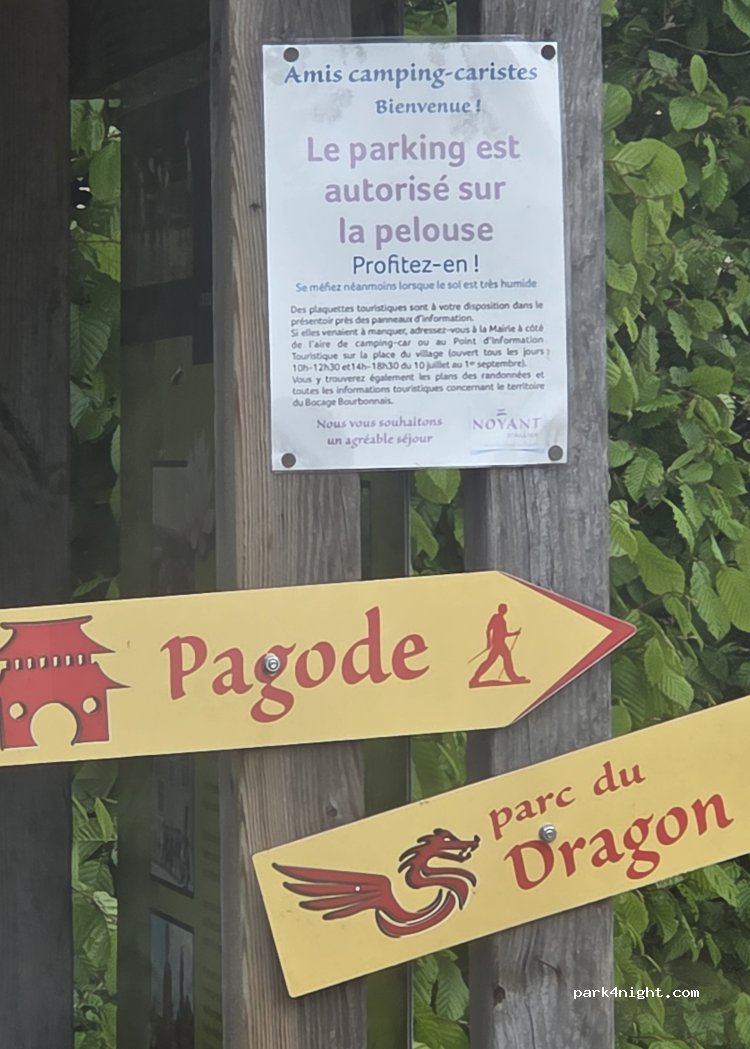 Amis camping-caristes
Bienvenue !
Le parking est
autorisé sur
la pelouse
Profitez-en !
Se méfiez néanmoins lorsque le sol est très humide
Des plaquettes touristiques sont à votre disposition dans le
présentoir près des panneaux d'information.
Si elles venaient à manquer, adressez-vous à la Mairie à côté
de l'aire de camping-car ou au Point d'Information
Touristique sur la place du village (ouvert tous les jours
10h-12h30 et14h-18h30 du 10 juillet au 1er septembre).
Vous y trouverez également les plans des randonnées et
toutes les informations touristiques concernant le territoire
du Bocage Bourbonnais.
Nous vous souhaitons
un agréable séjour
NOYANT
Pagode
parc du
Dragon
park4night.com